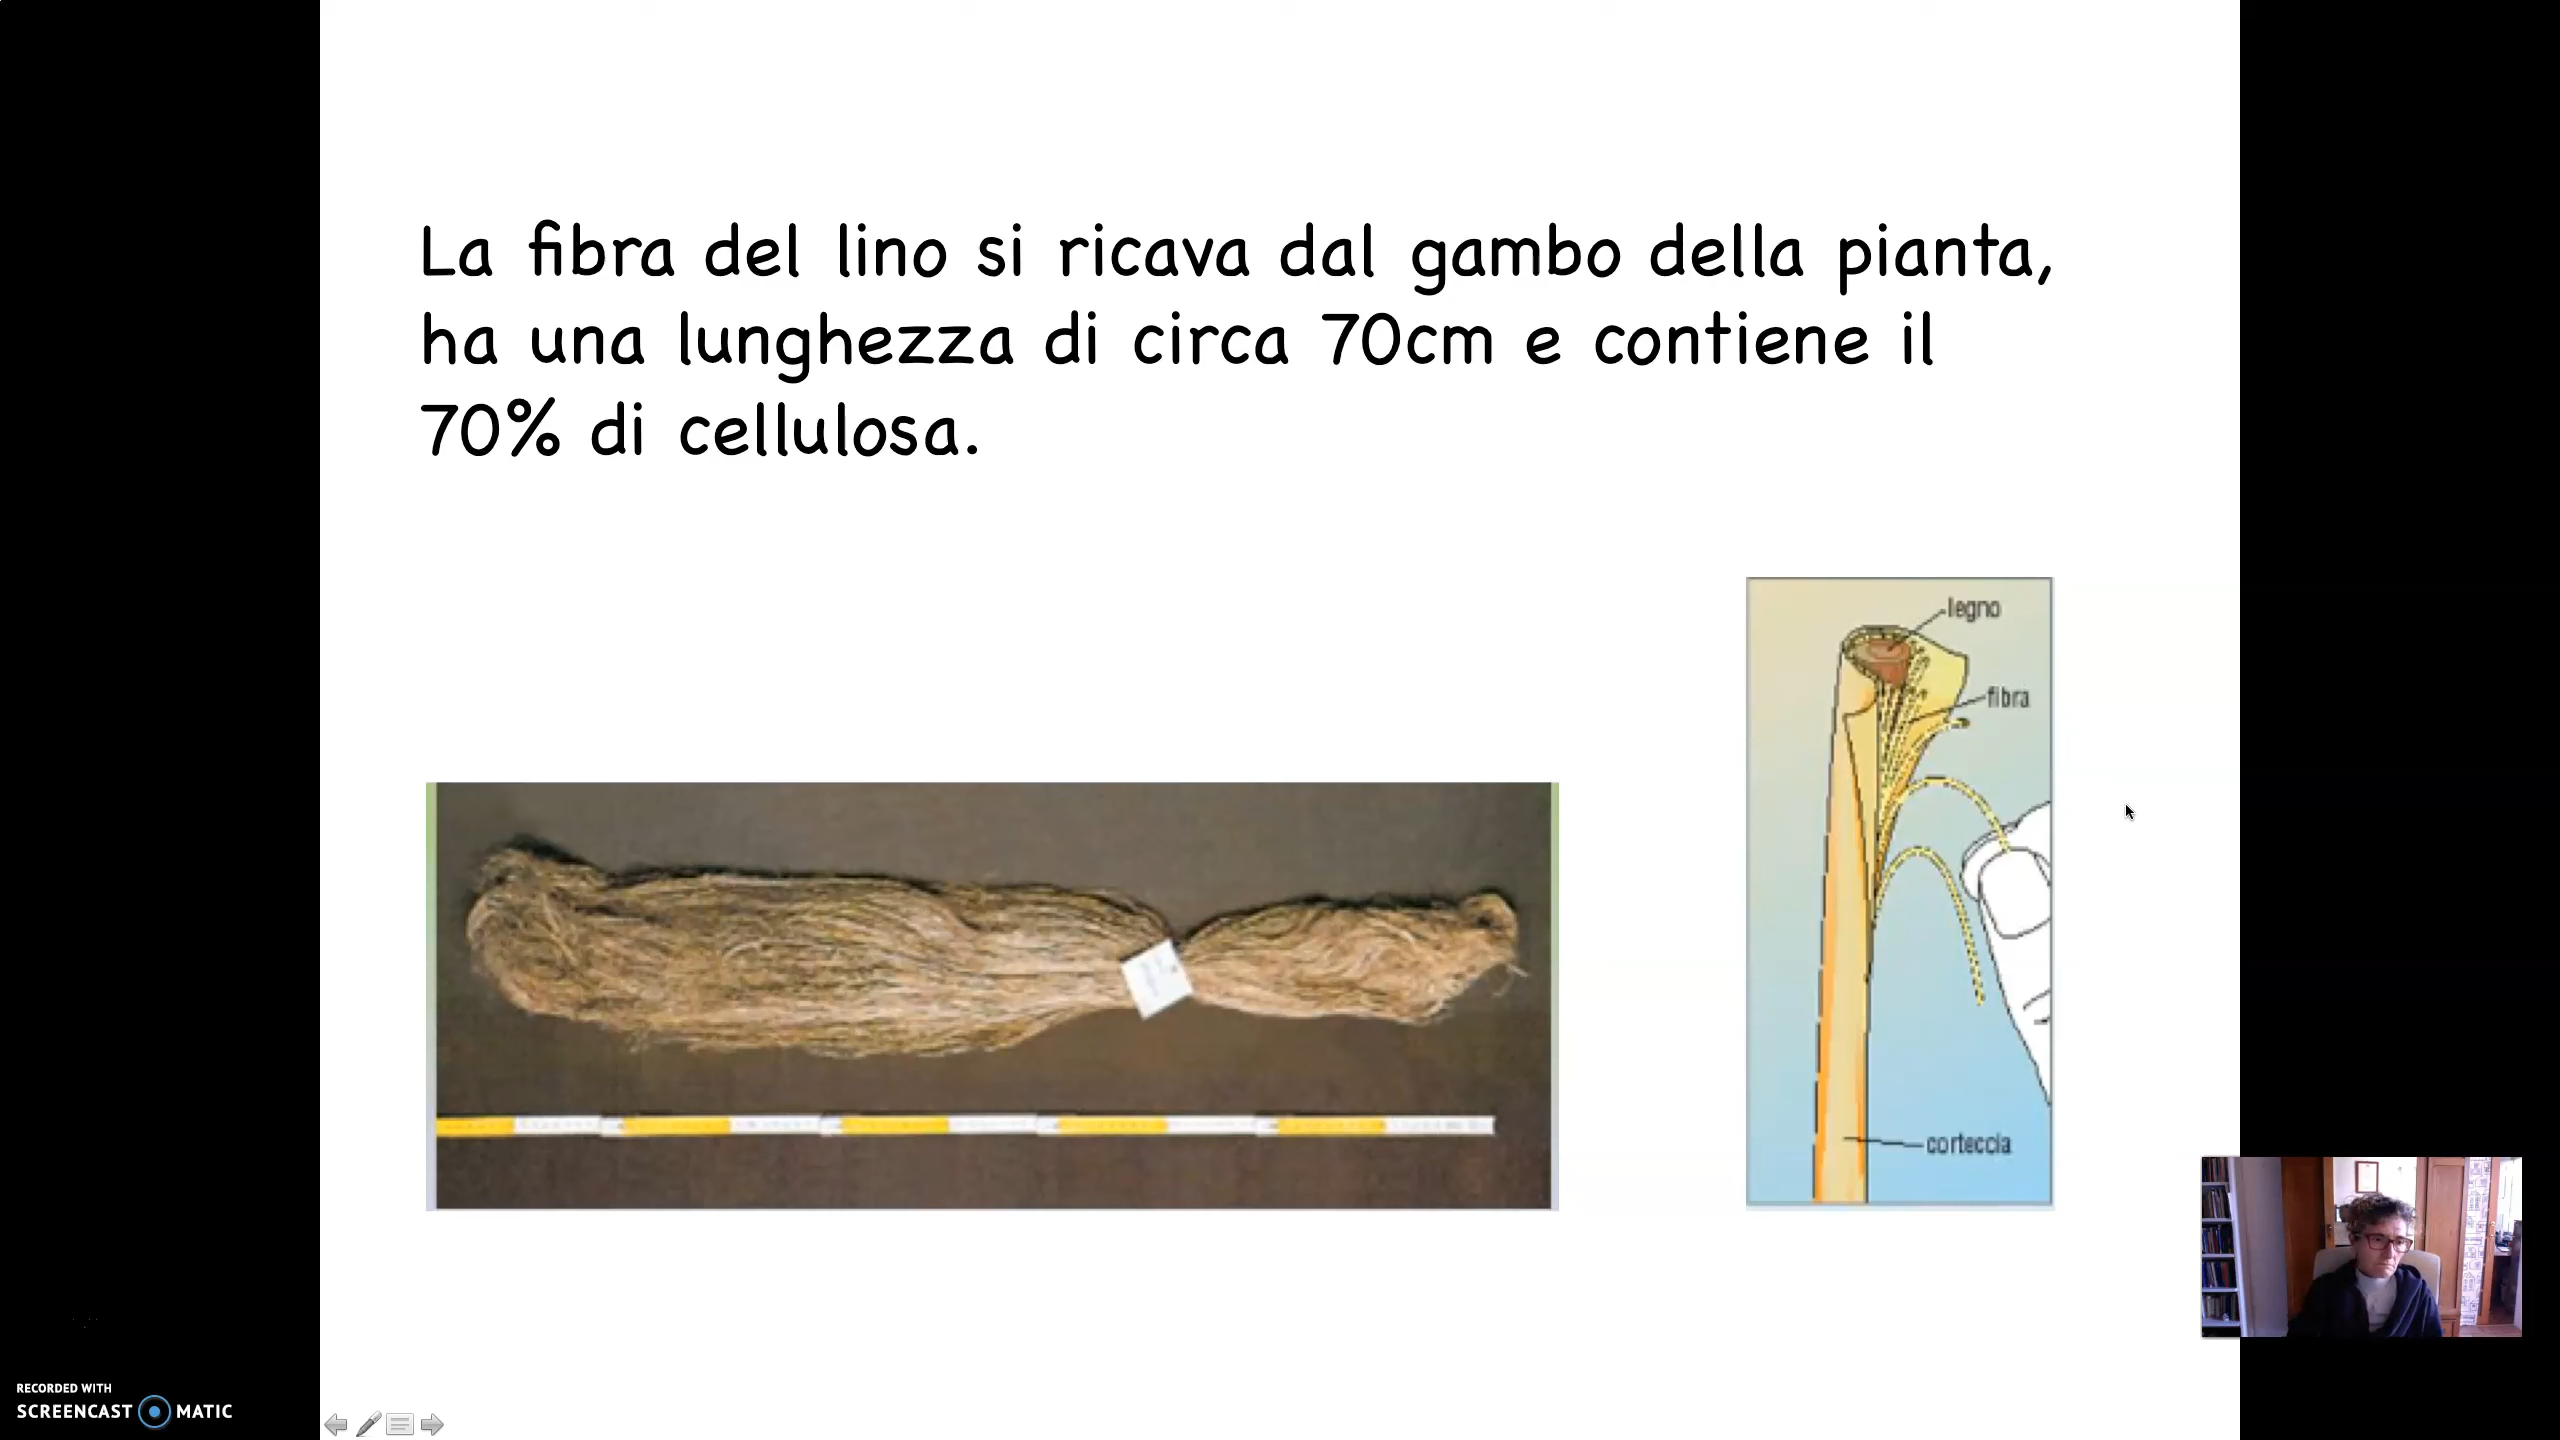 La fibra del lino si ricava dal gambo della pianta,
ha una lunghezza di circa 70cm e contiene il
70% di cellulosa.
legno
fibra
corteccia
RECORDED WITH
SCREENCAST MATIC